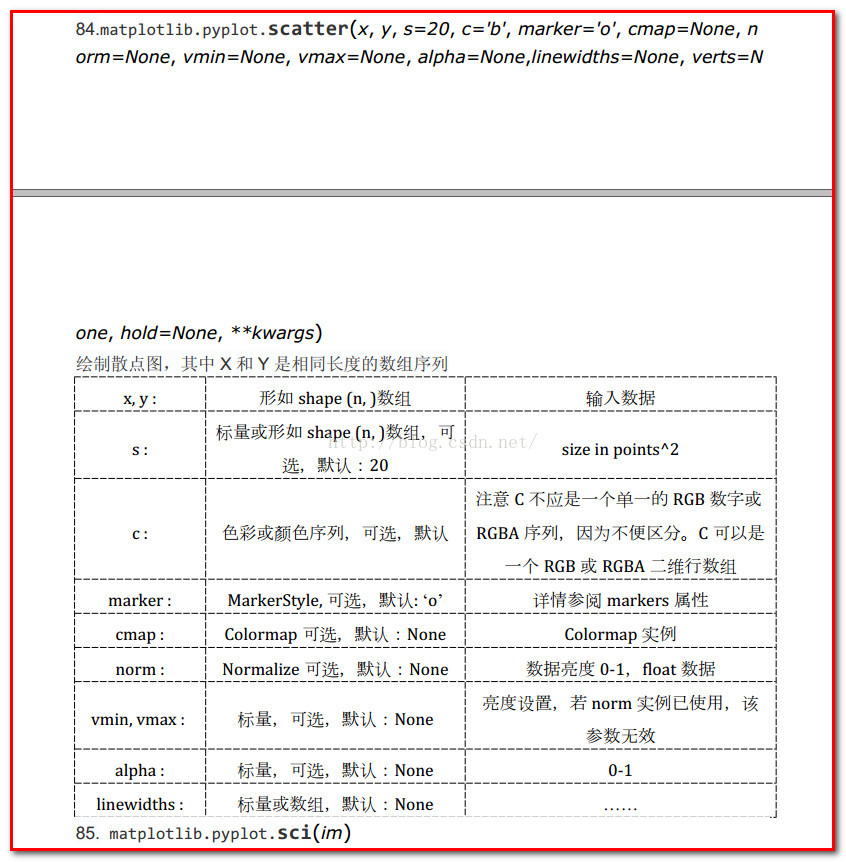 84.matplotlib.pyplot.scatter(x, y, s=20, c='b', marker='o', cmap=None, n
orm=None, vmin=None, vmax=None, alpha=None,linewidths=None, verts=N
one, hold=None, **kwargs)
绘制散点图，其中 X 和 Y 是相同长度的数组序列
x, y : 形如 shape (n, )数组 输入数据
s : 标量或形如 shape (n, )数组，可
选，默认：20 size in points^2
http://blog.csdn.net/
c : 色彩或颜色序列，可选，默认 注意 C 不应是一个单一的 RGB 数字或
RGBA 序列，因为不便区分。C 可以是
一个 RGB 或 RGBA 二维行数组
marker : MarkerStyle, 可选，默认: ‘o’ 详情参阅 markers 属性
cmap : Colormap 可选，默认：None Colormap 实例
norm : Normalize 可选，默认：None 数据亮度 0-1，float 数据
vmin, vmax : 标量，可选，默认：None 亮度设置，若 norm 实例已使用，该
参数无效
alpha : 标量，可选，默认：None 0-1
linewidths : 标量或数组，默认：None ……
85. matplotlib.pyplot.sci(im)